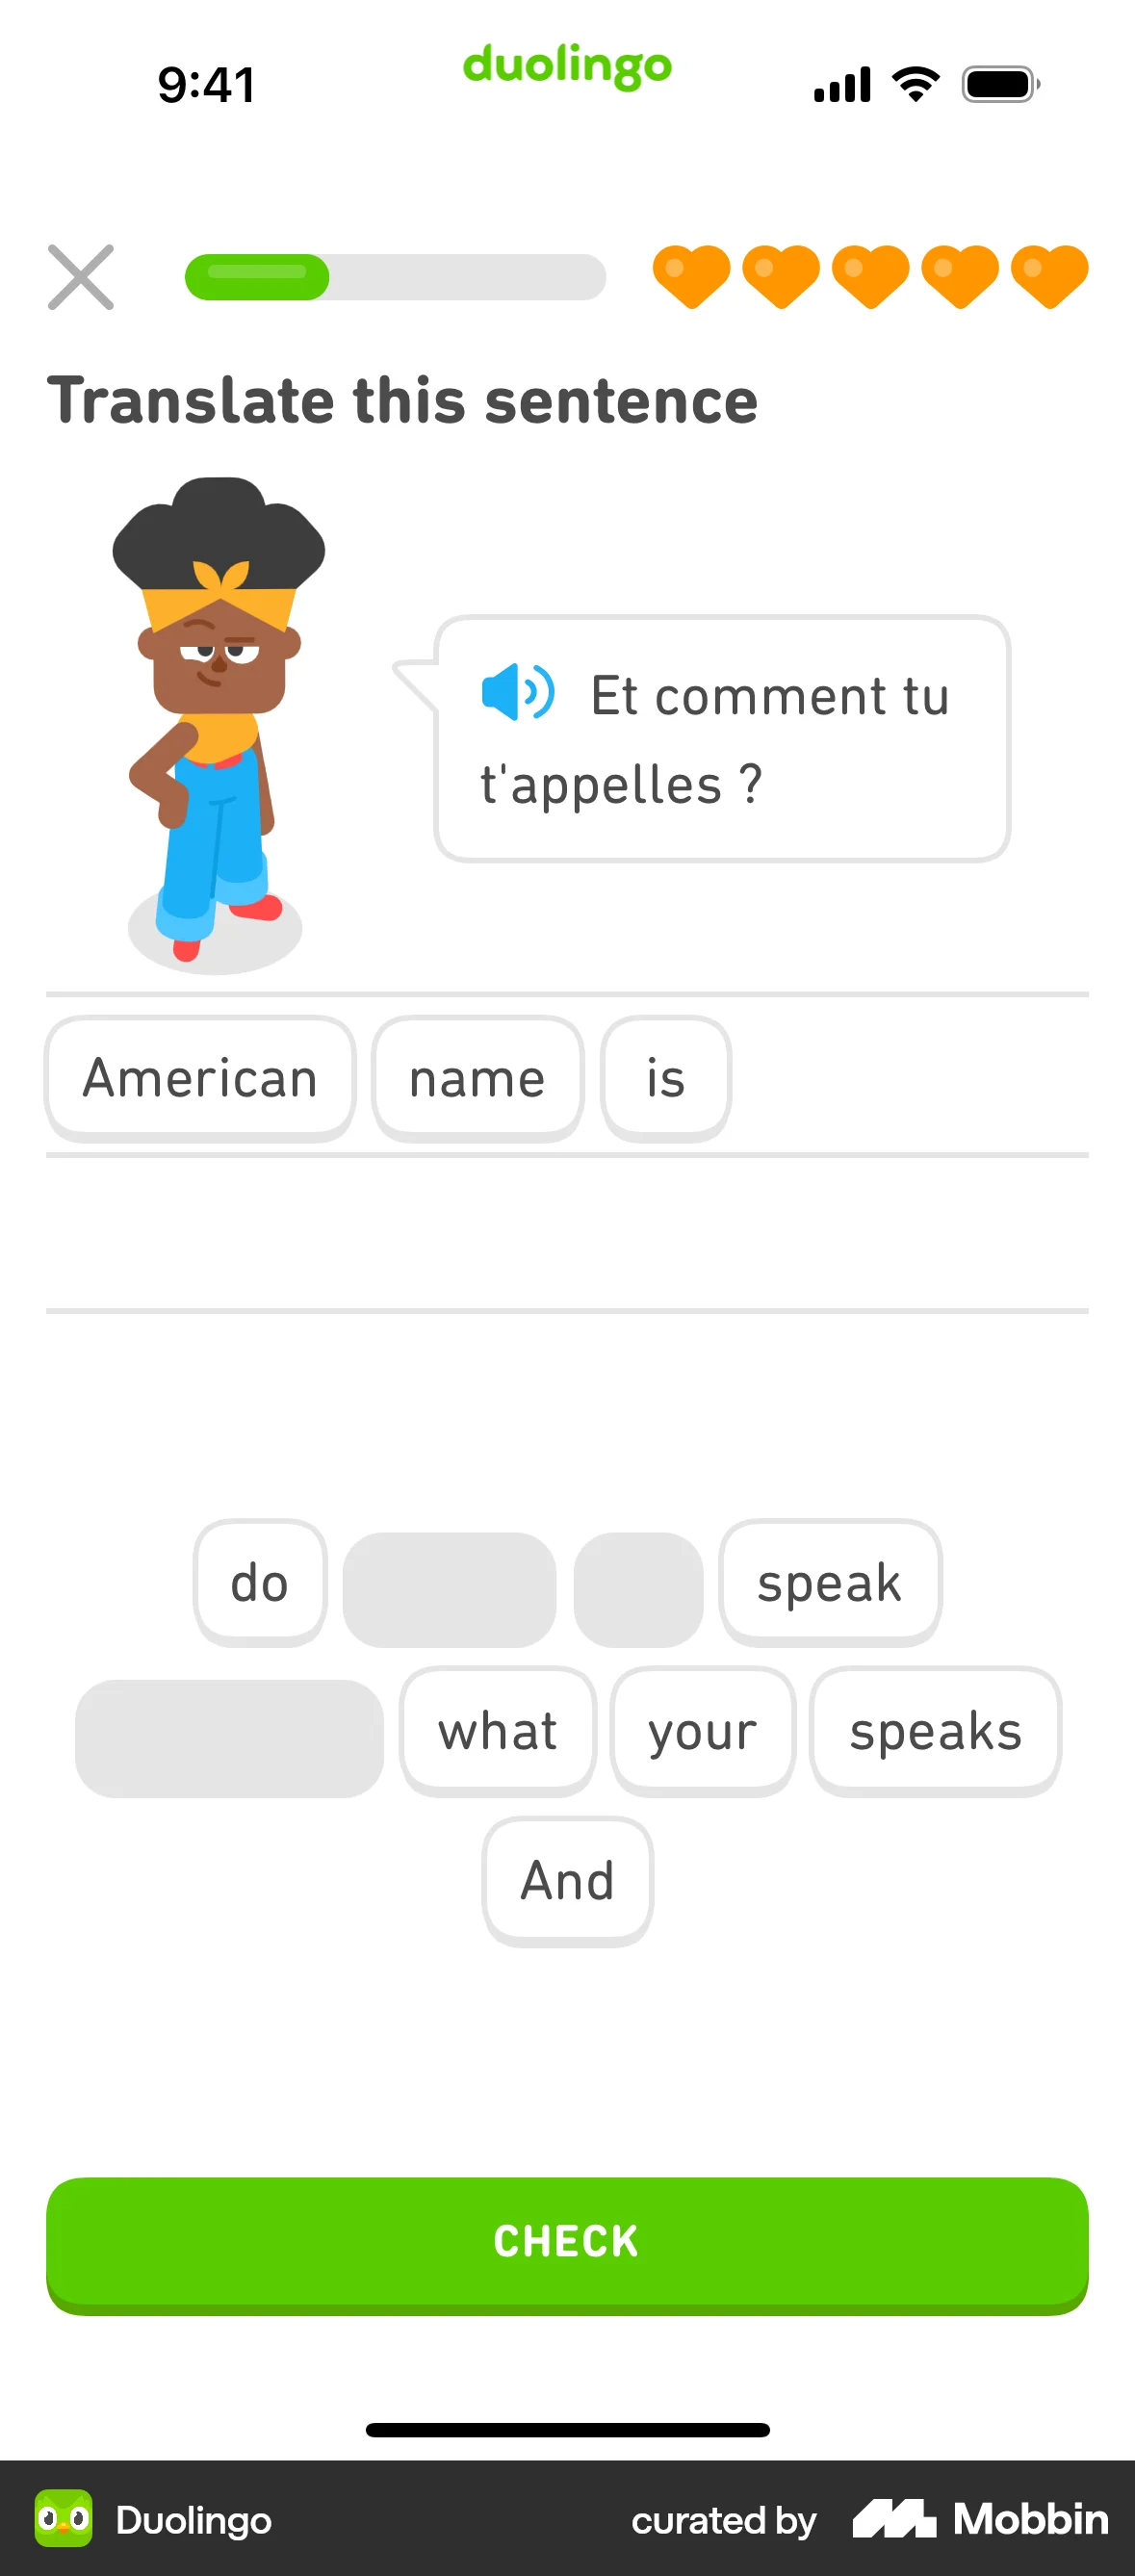 9:41
duolingo
Translate this sentence
Et comment tu
t'appelles ?
American name is
do speak
what your speaks
And
CHECK
Duolingo curated by Mobbin